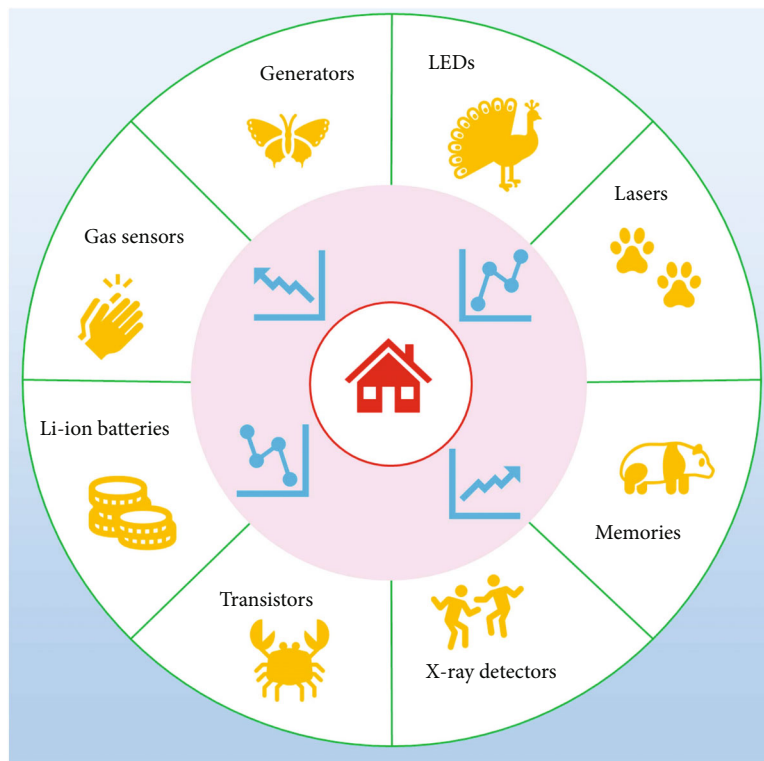 Generators
LEDs
Lasers
Gas sensors
Li-ion batteries
Memories
Transistors
X-ray detectors